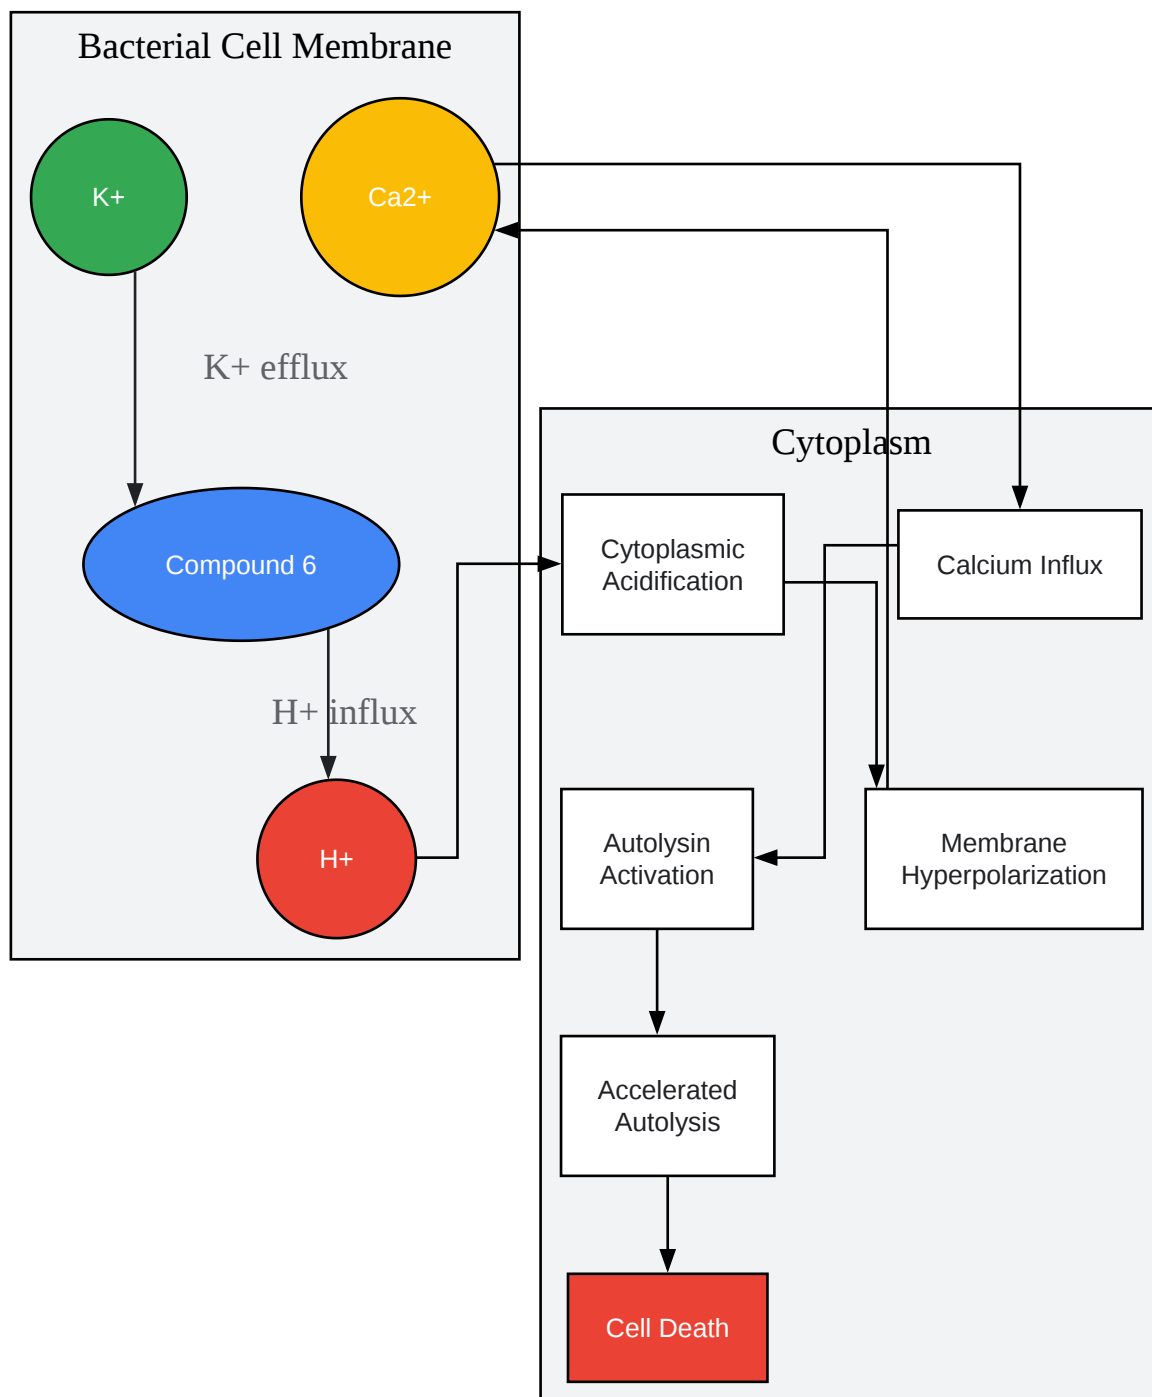 Bacterial Cell Membrane
K+
Ca2+
K+ efflux
Compound 6
H+ influx
H+
Cytoplasm
Cytoplasmic
Acidification
Calcium Influx
Autolysin
Activation
Membrane
Hyperpolarization
Accelerated
Autolysis
Cell Death